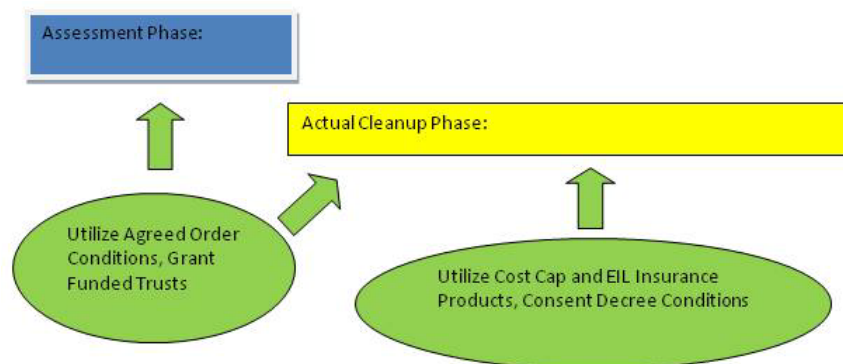 Assessment Phase:
Actual Cleanup Phase:
Utilize Agreed Order
Conditions, Grant
Funded Trusts
Utilize Cost Cap and EIL Insurance
Products, Consent Decree Conditions